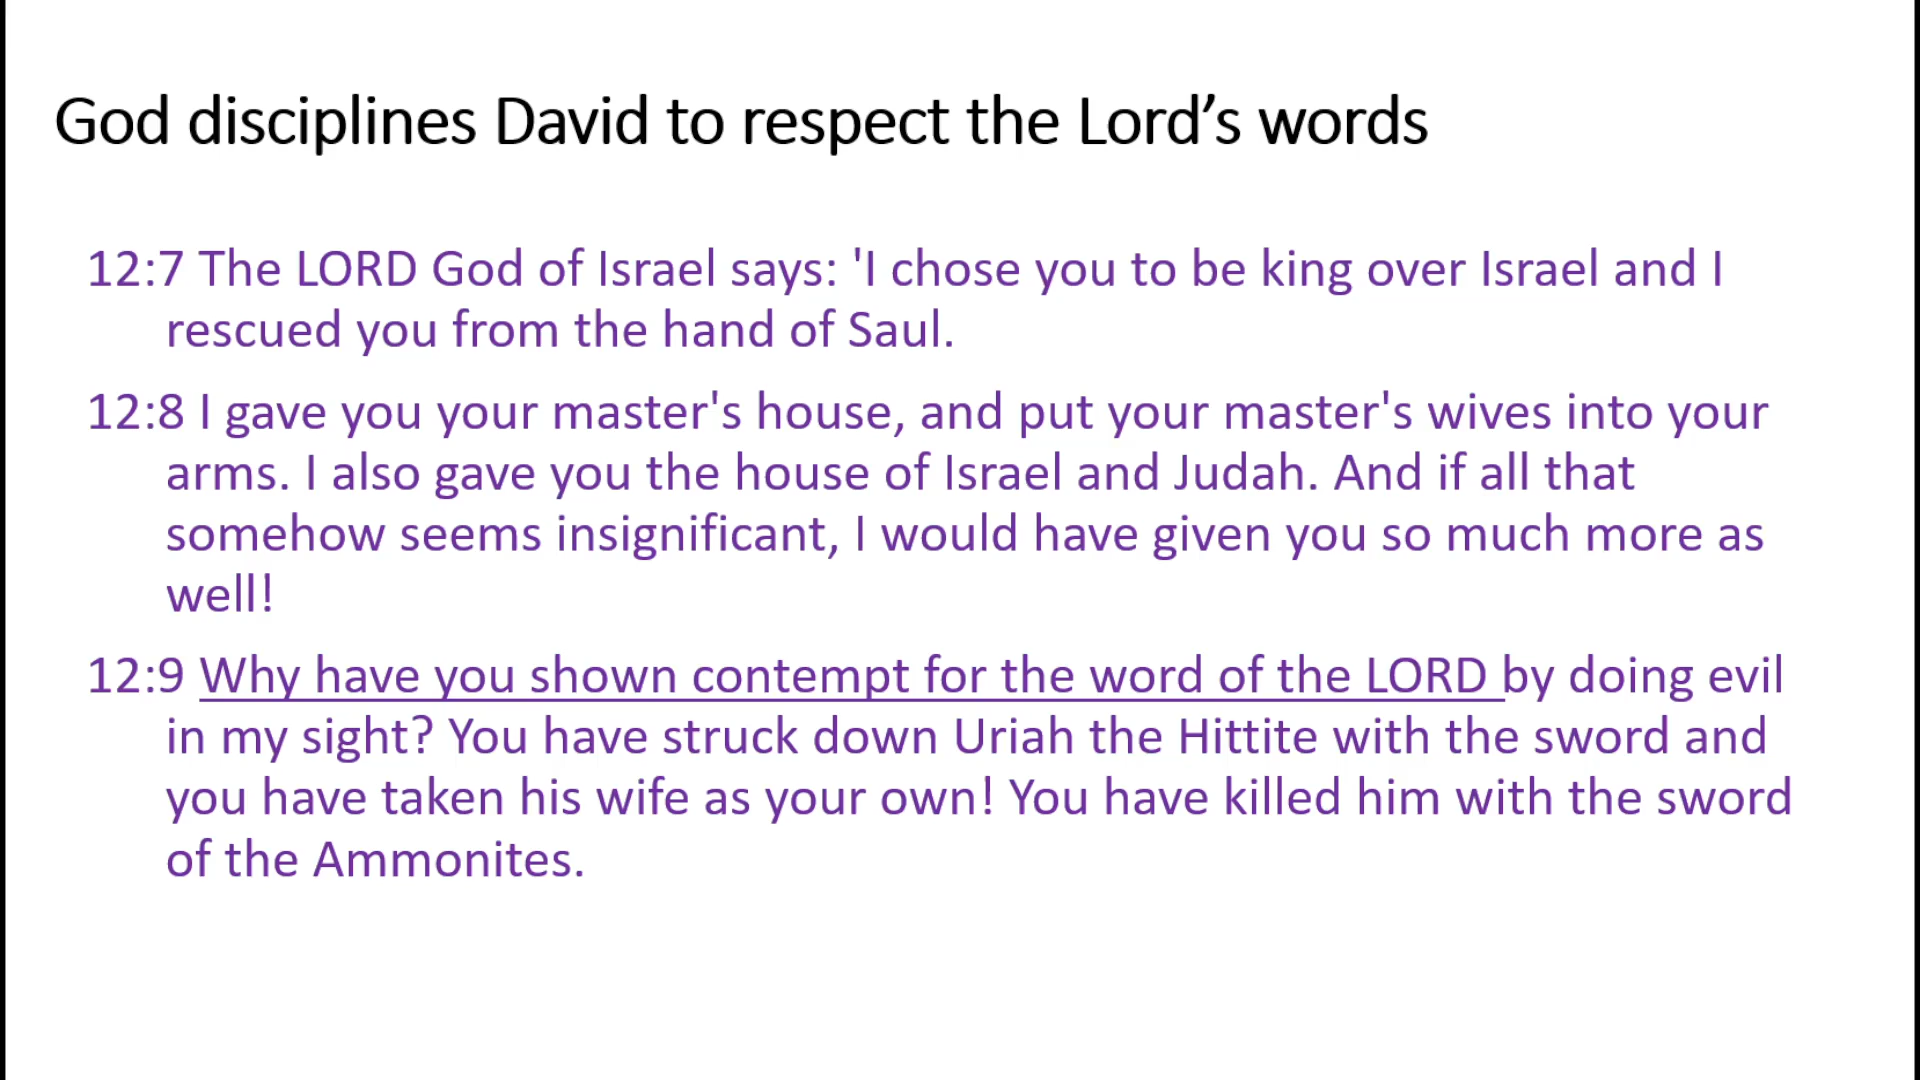 God disciplines David to respect the Lord’s words
12:7 The LORD God of Israel says: 'I chose you to be king over Israel and I
rescued you from the hand of Saul.
12:8 I gave you your master's house, and put your master's wives into your
arms. I also gave you the house of Israel and Judah. And if all that
somehow seems insignificant, I would have given you so much more as
well!
12:9 Why have you shown contempt for the word of the LORD by doing evil
in my sight? You have struck down Uriah the Hittite with the sword and
you have taken his wife as your own! You have killed him with the sword
of the Ammonites.